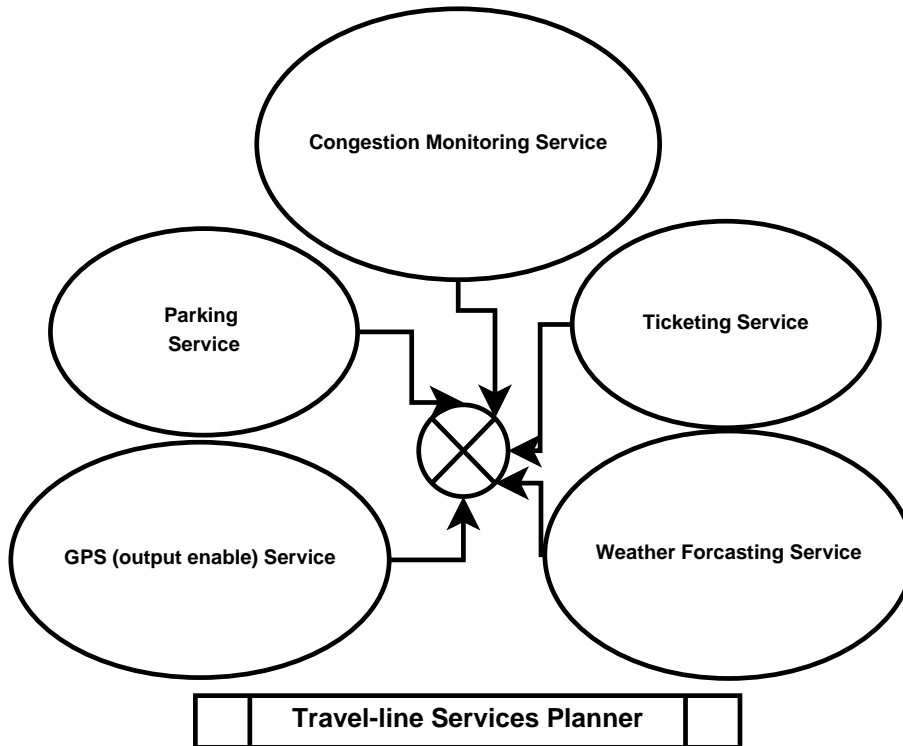 Congestion Monitoring Service
Parking
Service
Ticketing Service
GPS (output enable) Service
Weather Forcasting Service
Travel-line Services Planner